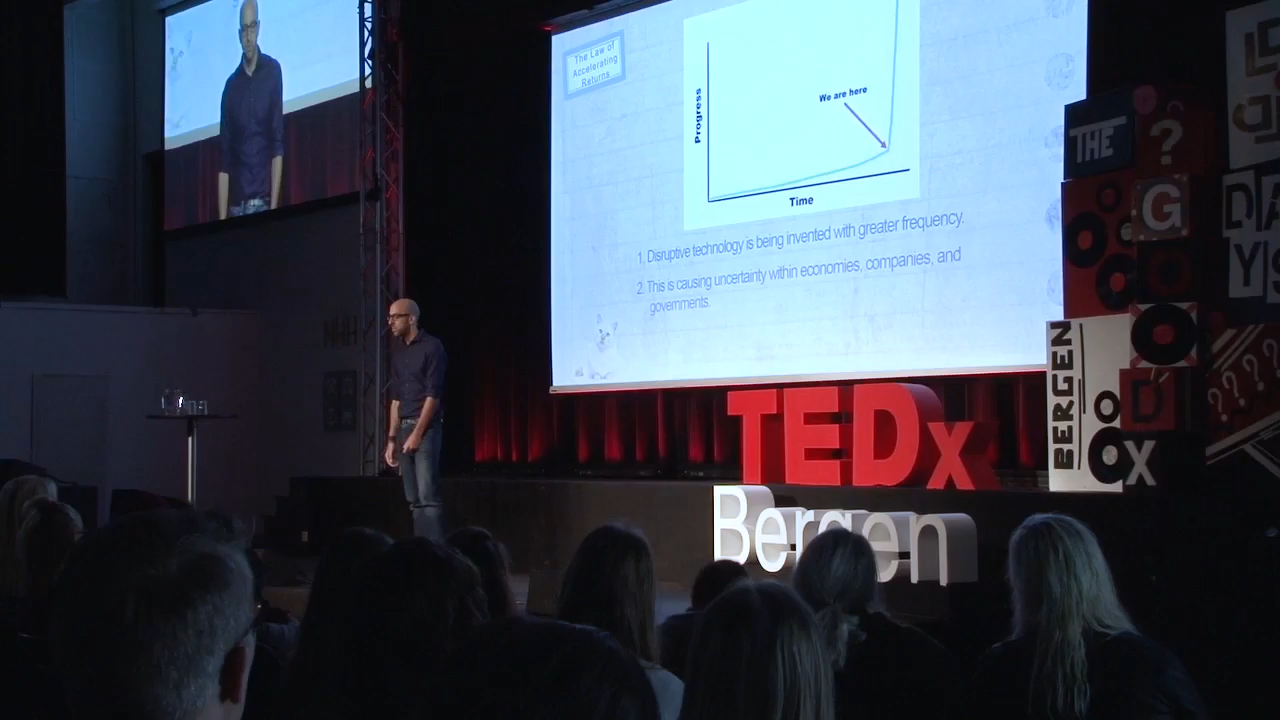 The Law of
Accelerating
Returns
Progress
We are here
Time
1. Disruptive technology is being invented with greater frequency.
2. This is causing uncertainty within economies, companies, and
governments.
THE
?
G
DAYS
BERGEN
D
x
? ? ? ?
TEDx
Bergen